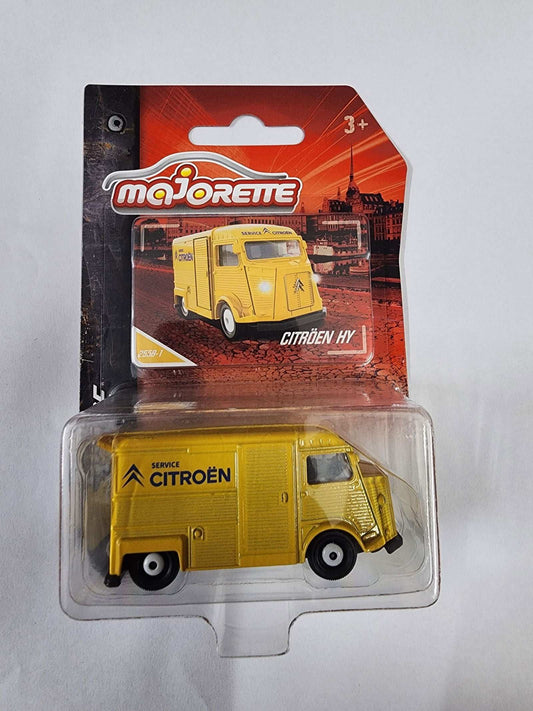 3+
MAJORETTE
SERVICE CITROËN
CITROËN
CITRÖEN HY
SERVICE
CITROËN